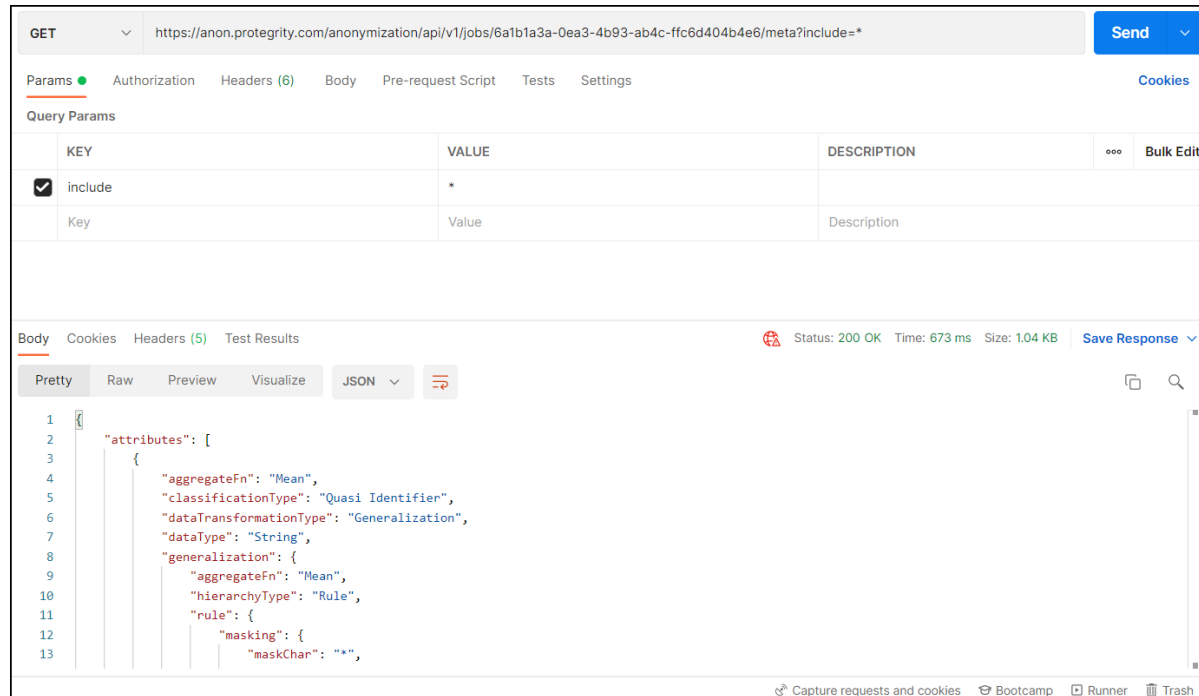 GET https://anon.protegrity.com/anonymization/api/v1/jobs/6a1b1a3a-0ea3-4b93-ab4c-ffc6d404b4e6/meta?include=* Send
Params Authorization Headers (6) Body Pre-request Script Tests Settings Cookies
Query Params
KEY VALUE DESCRIPTION ooo Bulk Edit
include *
Key Value Description
Body Cookies Headers (5) Test Results Status: 200 OK Time: 673 ms Size: 1.04 KB Save Response
Pretty Raw Preview Visualize JSON
1 {
2 "attributes": [
3 {
4 "aggregateFn": "Mean",
5 "classificationType": "Quasi Identifier",
6 "dataTransformationType": "Generalization",
7 "dataType": "String",
8 "generalization": {
9 "aggregateFn": "Mean",
10 "hierarchyType": "Rule",
11 "rule": {
12 "masking": {
13 "maskChar": "*",
Capture requests and cookies Bootcamp Runner Trash